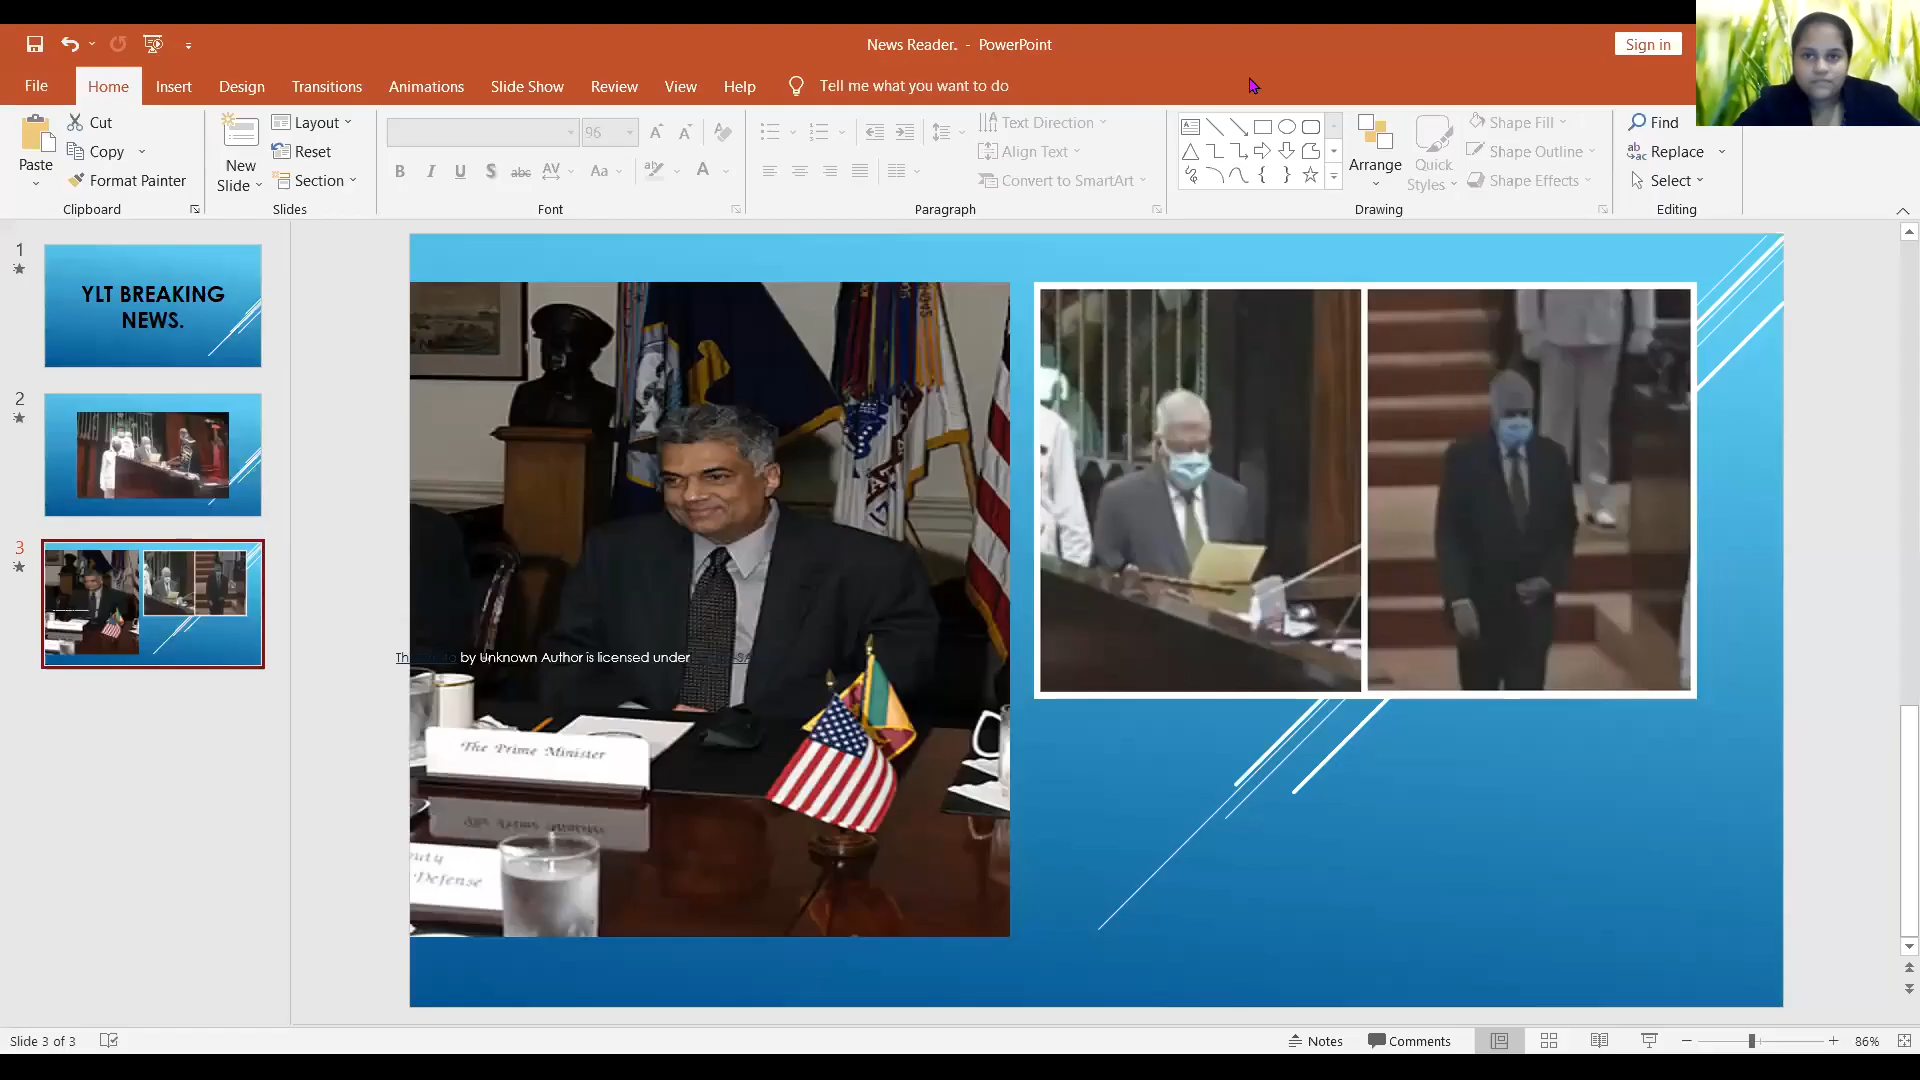 News Reader. - PowerPoint
Sign in
File
Home
Insert
Design
Transitions
Animations
Slide Show
Review
View
Help
Tell me what you want to do
Paste
Cut
Copy
Format Painter
Clipboard
New
Slide
Layout
Reset
Section
Slides
96
B I U S abc AV Aa A
Font
Text Direction
Align Text
Convert to SmartArt
Paragraph
Arrange
Quick
Styles
Shape Fill
Shape Outline
Shape Effects
Drawing
Find
Replace
Select
Editing
1
YLT BREAKING
NEWS.
2
3
by Unknown Author is licensed under
The Prime Minister
Defense
Slide 3 of 3
Notes
Comments
86%